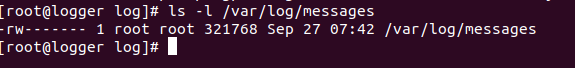 [root@logger log]# ls -l /var/log/messages
-rw------- 1 root root 321768 Sep 27 07:42 /var/log/messages
[root@logger log]#